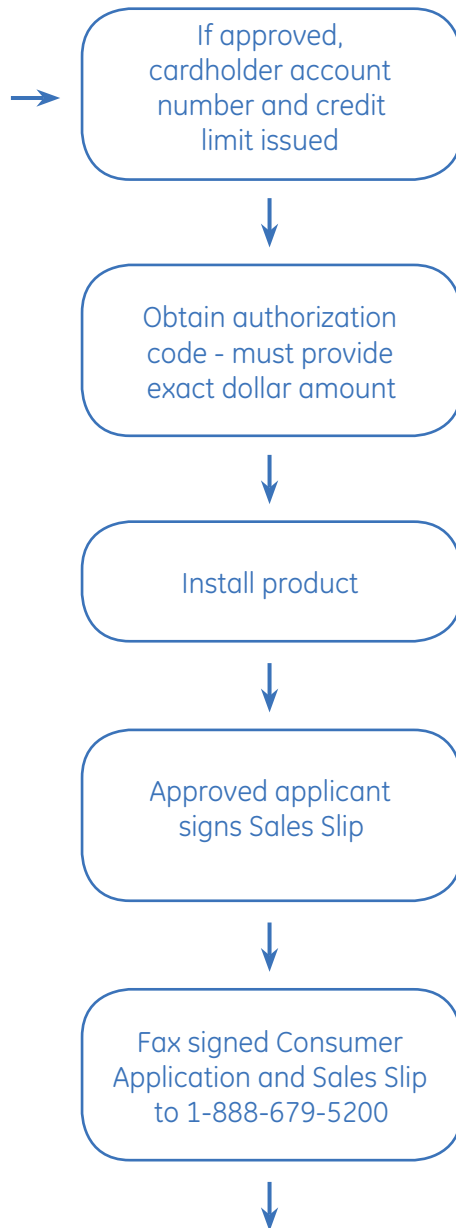 If approved,
cardholder account
number and credit
limit issued
Obtain authorization
code - must provide
exact dollar amount
Install product
Approved applicant
signs Sales Slip
Fax signed Consumer
Application and Sales Slip
to 1-888-679-5200